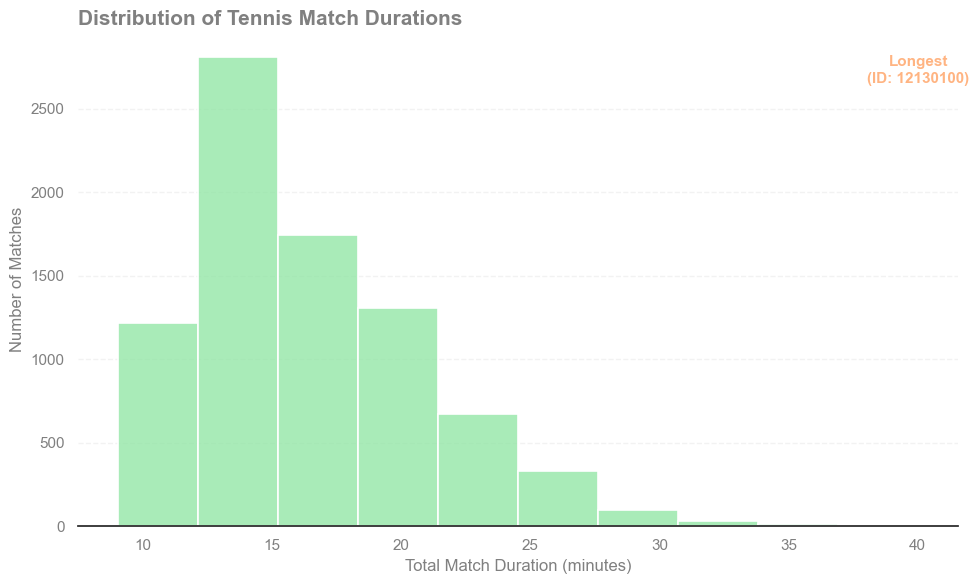 Distribution of Tennis Match Durations
Longest
(ID: 12130100)
Number of Matches
2500
2000
1500
1000
500
0
10 15 20 25 30 35 40
Total Match Duration (minutes)